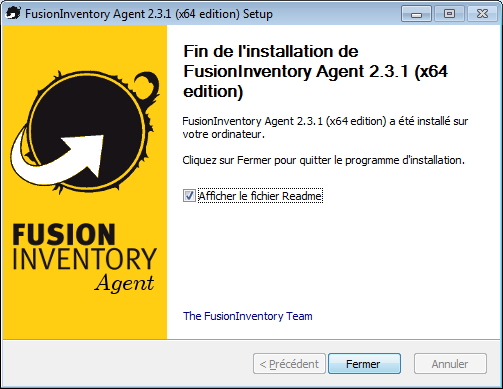 FusionInventory Agent 2.3.1 (x64 edition) Setup
Fin de l'installation de
FusionInventory Agent 2.3.1 (x64
edition)
FusionInventory Agent 2.3.1 (x64 edition) a été installé sur
votre ordinateur.
Cliquez sur Fermer pour quitter le programme d'installation.
Afficher le fichier Readme
FUSION
INVENTORY
Agent
The FusionInventory Team
< Précédent
Fermer
Annuler